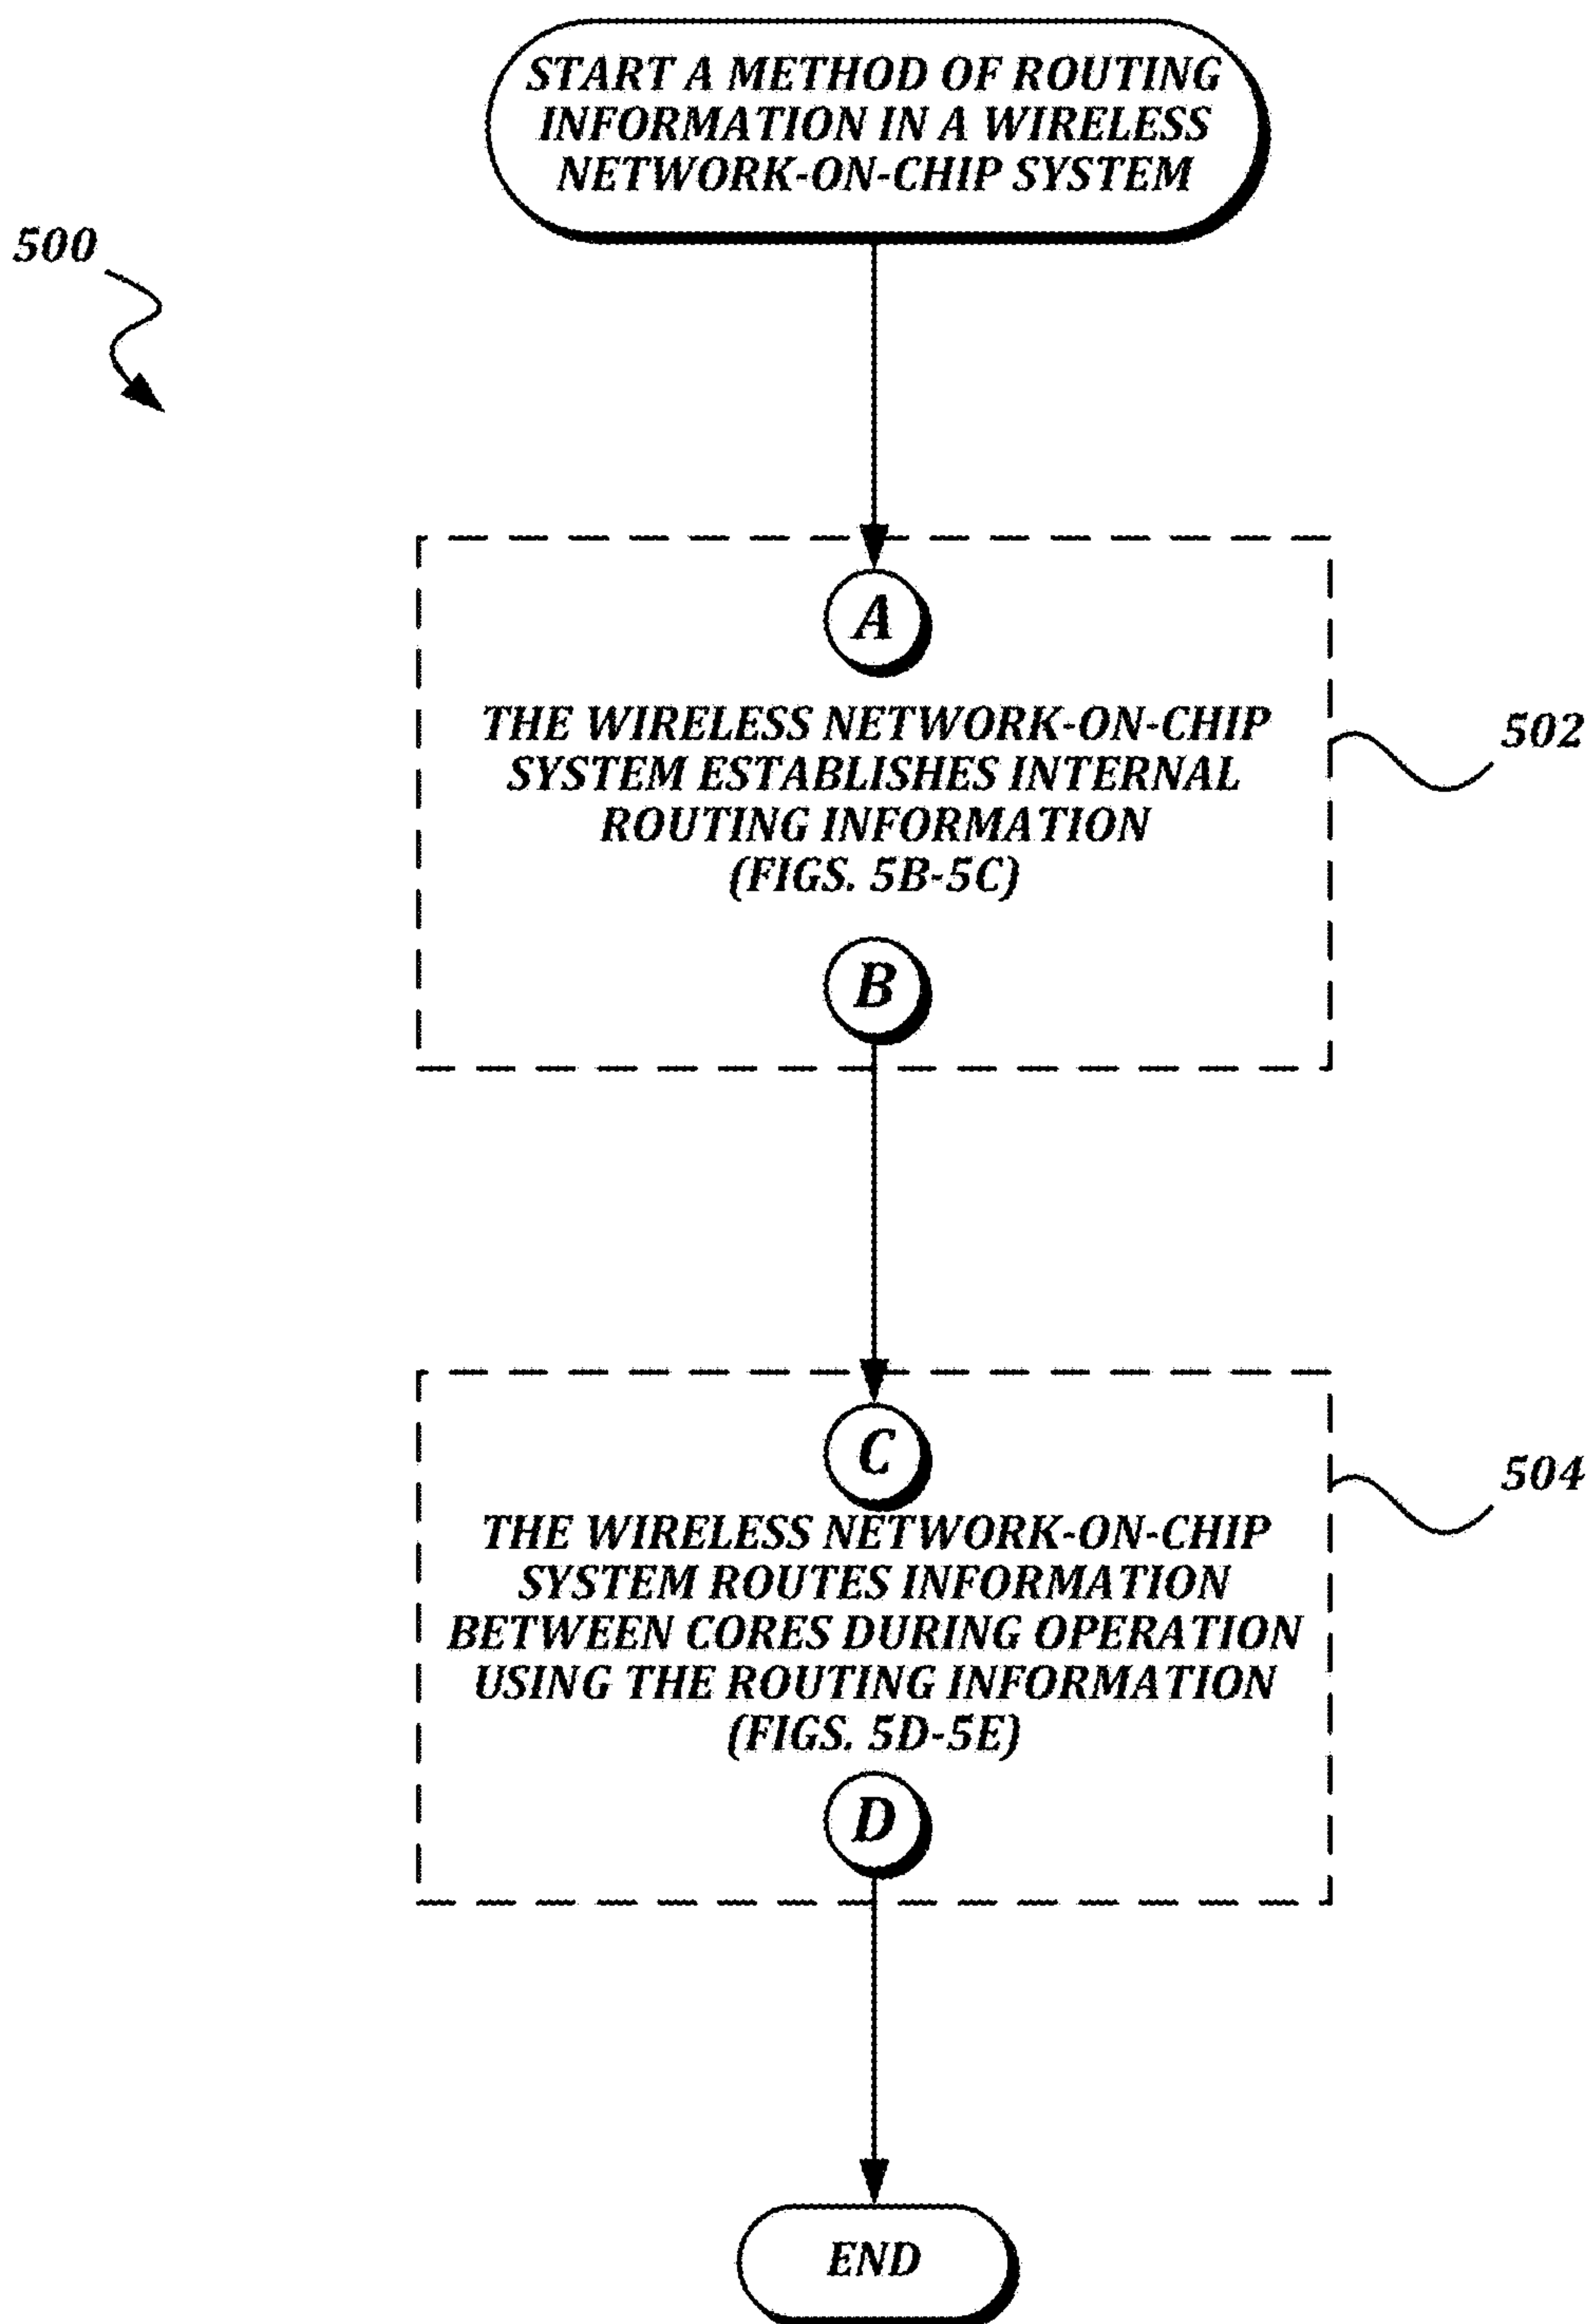 START A METHOD OF ROUTING
INFORMATION IN A WIRELESS
NETWORK-ON-CHIP SYSTEM
500
A
THE WIRELESS NETWORK-ON-CHIP
SYSTEM ESTABLISHES INTERNAL
ROUTING INFORMATION
(FIGS. 5B-5C)
502
B
C
THE WIRELESS NETWORK-ON-CHIP
SYSTEM ROUTES INFORMATION
BETWEEN CORES DURING OPERATION
USING THE ROUTING INFORMATION
(FIGS. 5D-5E)
504
D
END